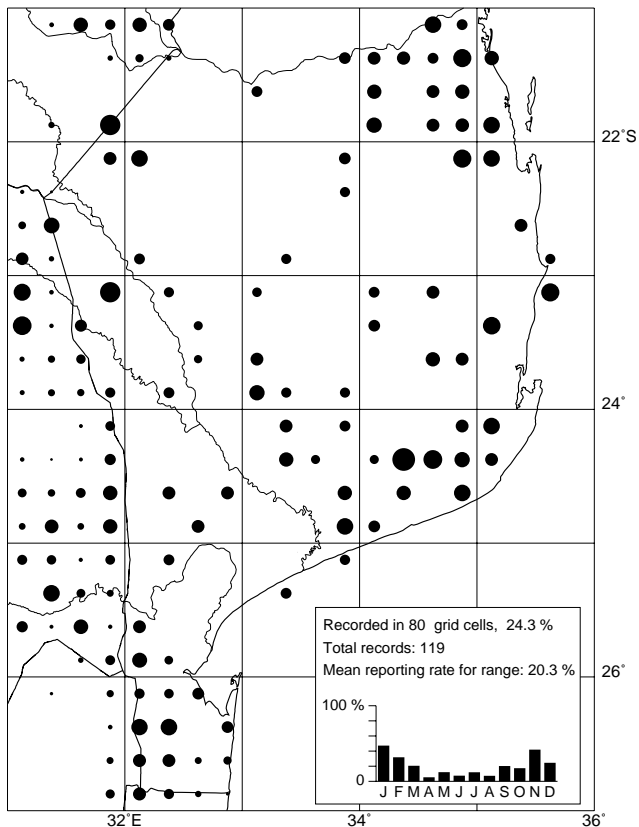 22°S
24°
Recorded in 80 grid cells, 24.3 %
Total records: 119
Mean reporting rate for range: 20.3 %
26°
100 %
0
J F M A M J J A S O N D
32°E 34° 36°